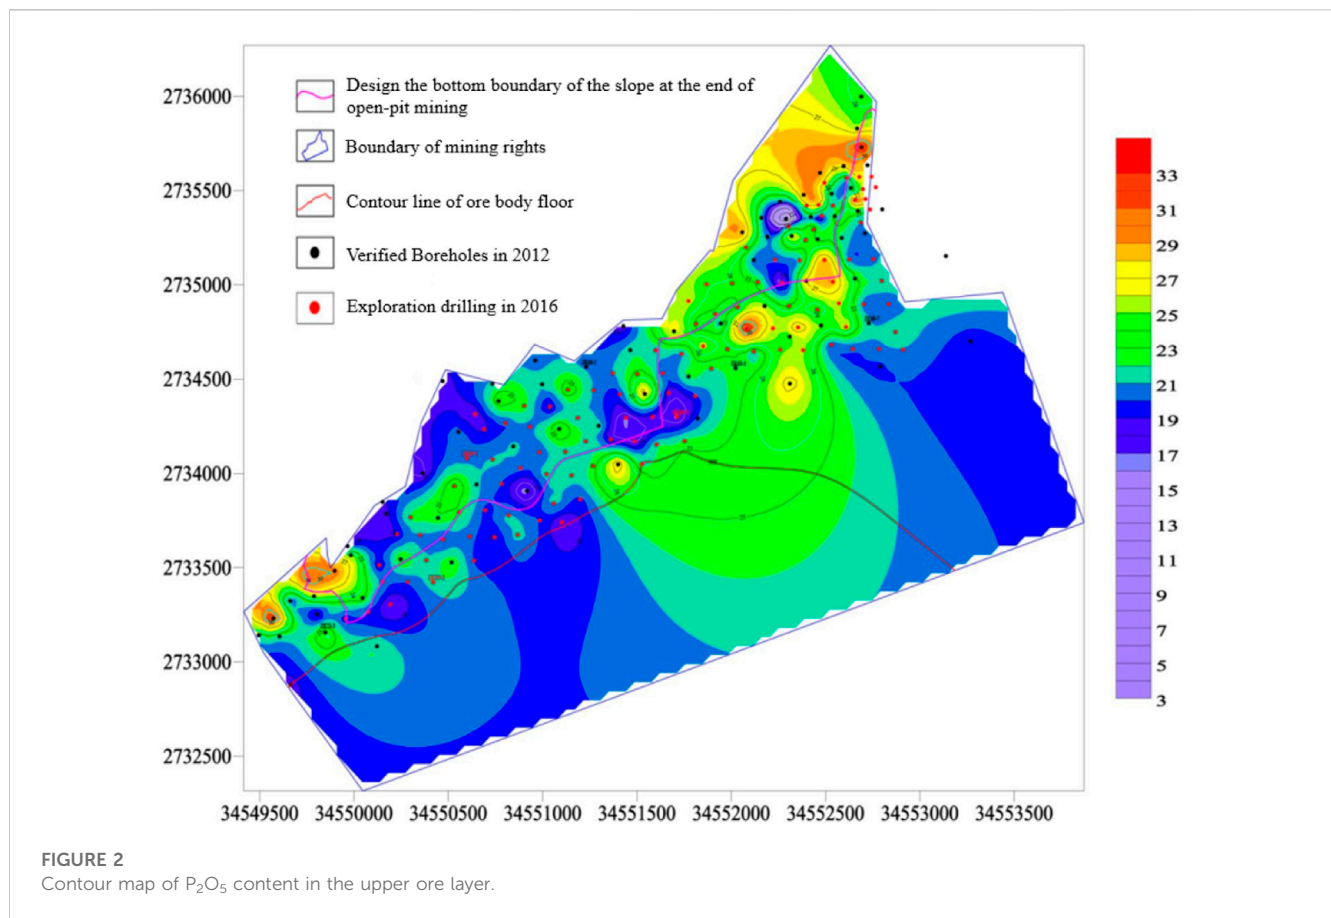 Design the bottom boundary of the slope at the end of
open-pit mining
Boundary of mining rights
Contour line of ore body floor
Verified Boreholes in 2012
Exploration drilling in 2016
2736000
2735500
2735000
2734500
2734000
2733500
2733000
2732500
34549500 34550000 34550500 34551000 34551500 34552000 34552500 34553000 34553500
33
31
29
27
25
23
21
19
17
15
13
11
9
7
5
3
FIGURE 2
Contour map of P₂O₅ content in the upper ore layer.